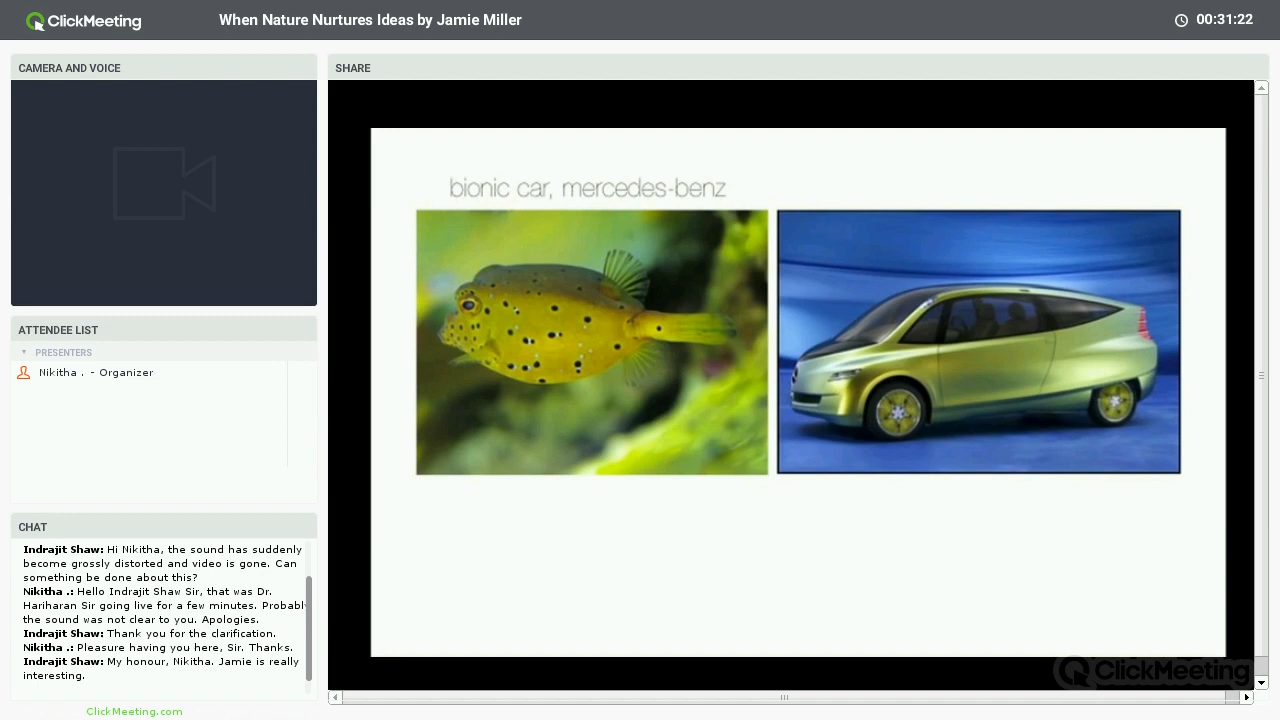 ClickMeeting
When Nature Nurtures Ideas by Jamie Miller
00:31:22
CAMERA AND VOICE
SHARE
bionic car, mercedes-benz
ATTENDEE LIST
PRESENTERS
Nikitha . - Organizer
CHAT
Indrajit Shaw: Hi Nikitha, the sound has suddenly
become grossly distorted and video is gone. Can
something be done about this?
Nikitha .: Hello Indrajit Shaw Sir, that was Dr.
Hariharan Sir going live for a few minutes. Probably
the sound was not clear to you. Apologies.
Indrajit Shaw: Thank you for the clarification.
Nikitha .: Pleasure having you here, Sir. Thanks.
Indrajit Shaw: My honour, Nikitha. Jamie is really
interesting.
ClickMeeting
ClickMeeting.com